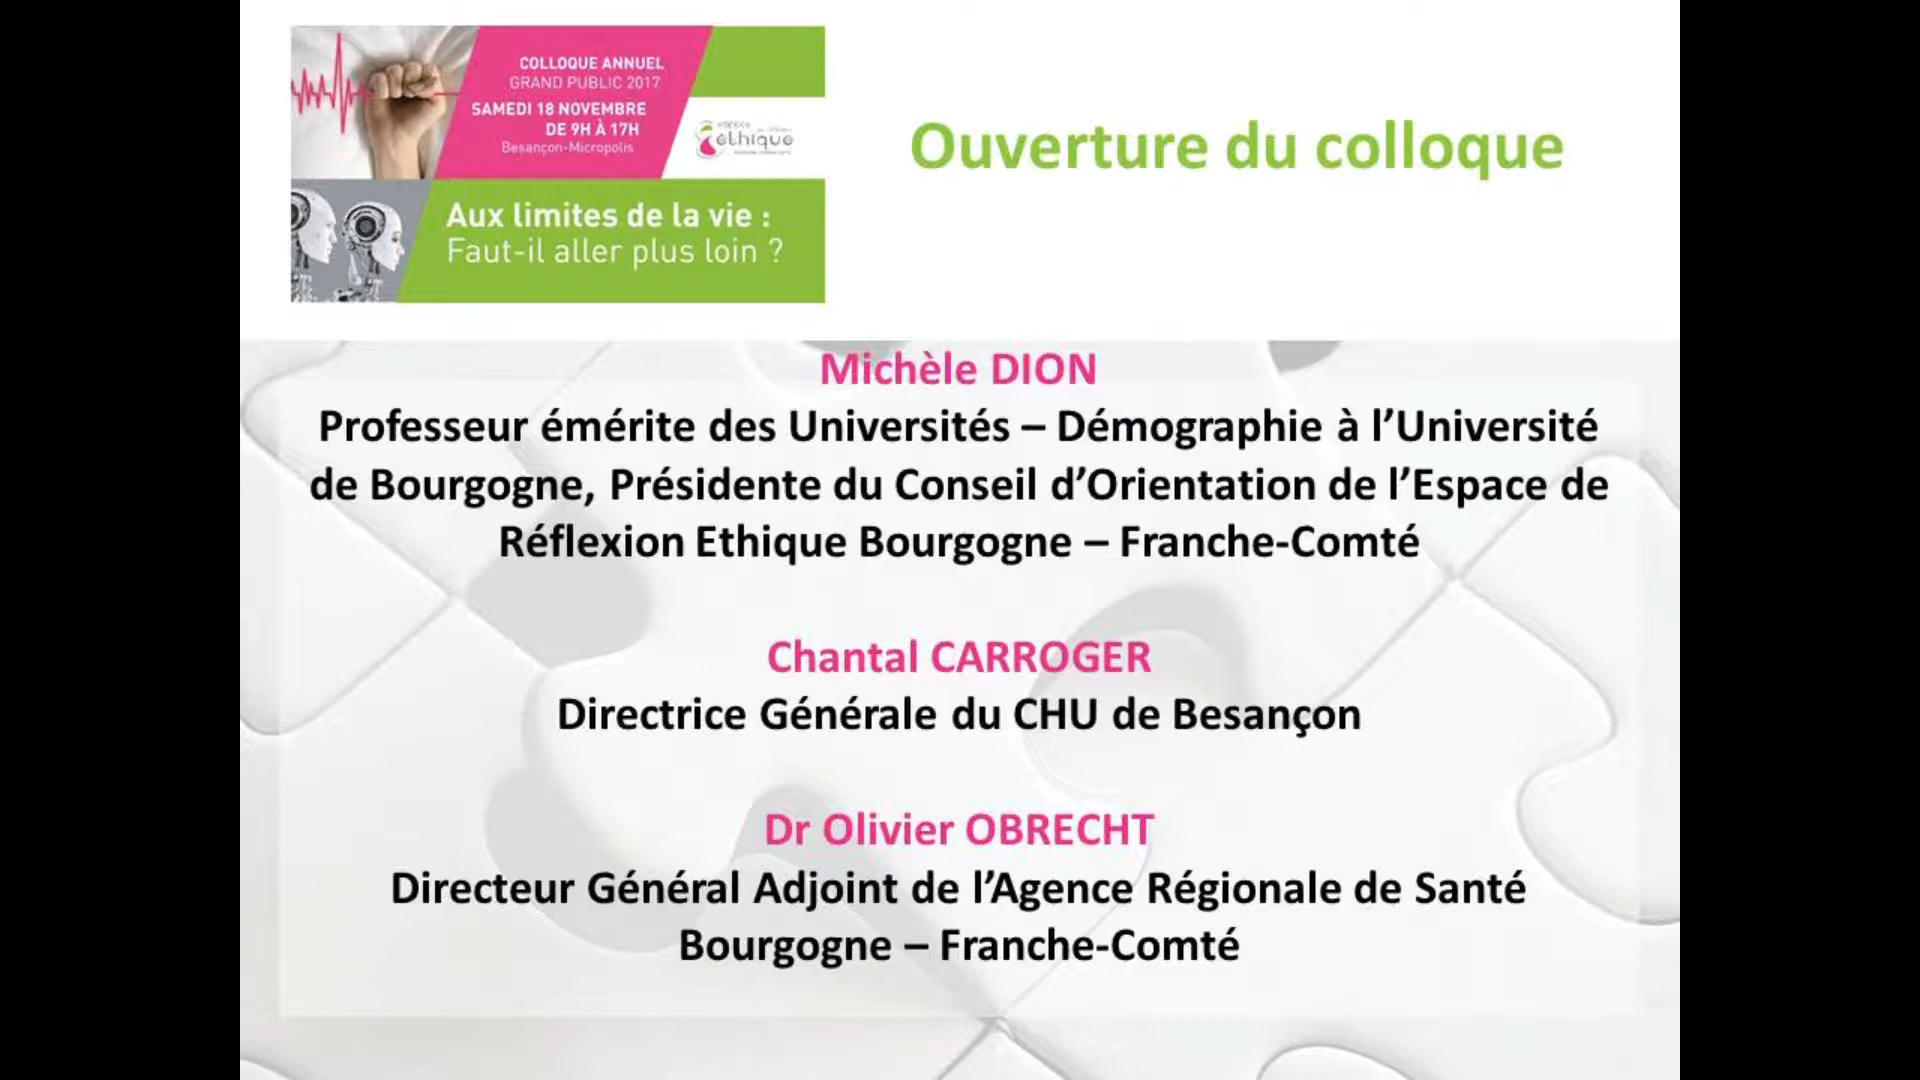 COLLOQUE ANNUEL
GRAND PUBLIC 2017
SAMEDI 18 NOVEMBRE
DE 9H À 17H
Besançon-Micropolis
éthique
Aux limites de la vie :
Faut-il aller plus loin ?
Ouverture du colloque
Michèle DION
Professeur émérite des Universités – Démographie à l’Université
de Bourgogne, Présidente du Conseil d’Orientation de l’Espace de
Réflexion Ethique Bourgogne – Franche-Comté
Chantal CARROGER
Directrice Générale du CHU de Besançon
Dr Olivier OBRECHT
Directeur Général Adjoint de l’Agence Régionale de Santé
Bourgogne – Franche-Comté